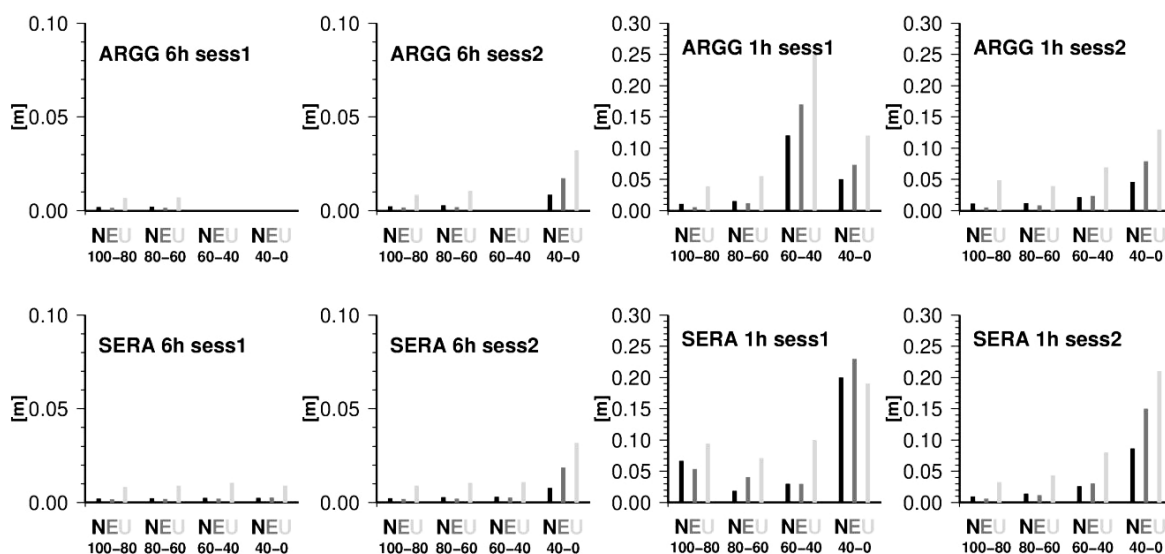 0.10 0.10 0.30 0.30
ARGG 6h sess1 ARGG 6h sess2 ARGG 1h sess1 ARGG 1h sess2
0.25 0.25
0.20 0.20
[m] 0.05 [m] 0.05 [m] 0.15 [m] 0.15
0.10 0.10
0.05 0.05
0.00 0.00 0.00 0.00
NEU NEU NEU NEU NEU NEU NEU NEU NEU NEU NEU NEU NEU NEU NEU NEU
100-80 80-60 60-40 40-0 100-80 80-60 60-40 40-0 100-80 80-60 60-40 40-0 100-80 80-60 60-40 40-0
0.10 0.10 0.30 0.30
SERA 6h sess1 SERA 6h sess2 SERA 1h sess1 SERA 1h sess2
0.25 0.25
0.20 0.20
[m] 0.05 [m] 0.05 [m] 0.15 [m] 0.15
0.10 0.10
0.05 0.05
0.00 0.00 0.00 0.00
NEU NEU NEU NEU NEU NEU NEU NEU NEU NEU NEU NEU NEU NEU NEU NEU
100-80 80-60 60-40 40-0 100-80 80-60 60-40 40-0 100-80 80-60 60-40 40-0 100-80 80-60 60-40 40-0